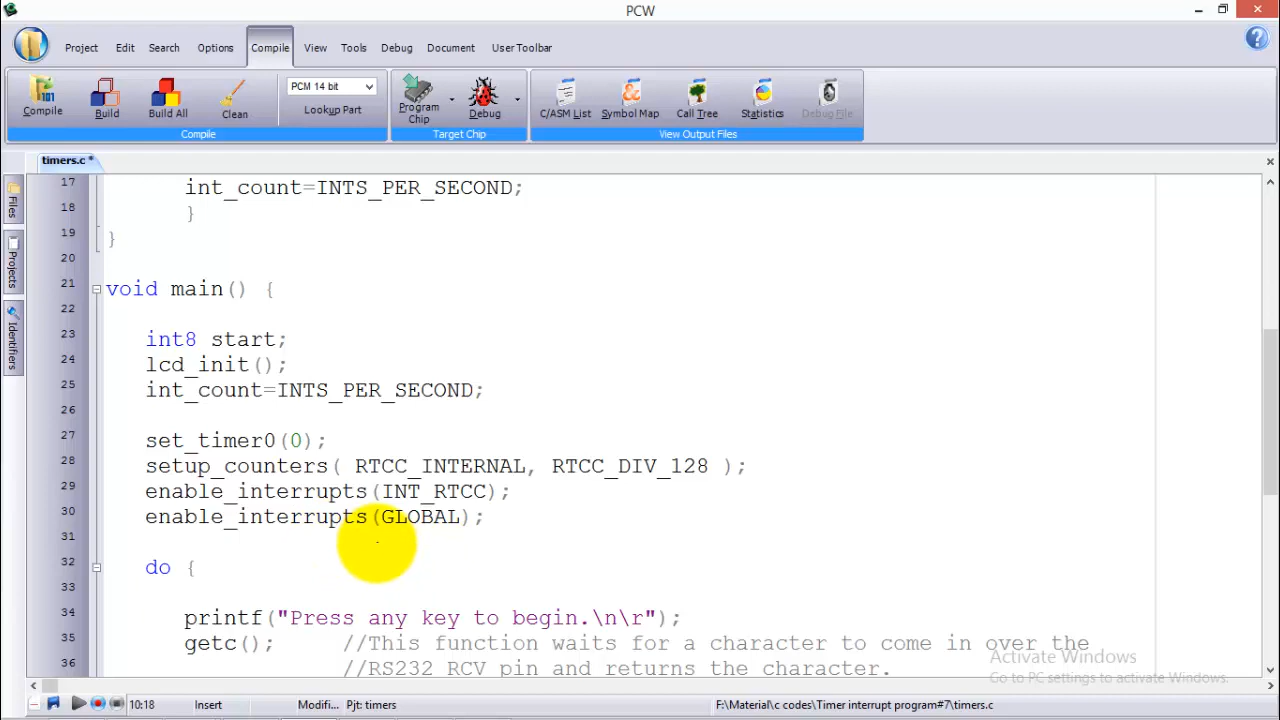 PCW
Project Edit Search Options Compile View Tools Debug Document User Toolbar
Compile Build Build All Clean PCM 14 bit Lookup Part Program Chip Debug C/ASM List Symbol Map Call Tree Statistics Debug File
Compile Target Chip View Output Files
timers.c *
Files
Projects
Identifiers
17 int_count=INTS_PER_SECOND;
18 }
19 }
20
21 void main() {
22
23 int8 start;
24 lcd_init();
25 int_count=INTS_PER_SECOND;
26
27 set_timer0(0);
28 setup_counters( RTCC_INTERNAL, RTCC_DIV_128 );
29 enable_interrupts(INT_RTCC);
30 enable_interrupts(GLOBAL);
31
32 do {
33
34 printf("Press any key to begin.\n\r");
35 getc(); //This function waits for a character to come in over the
36 //RS232 RCV pin and returns the character.
Activate Windows
Go to PC settings to activate Windows.
10:18 Insert Modifi... Pjt: timers F:\Material\c codes\Timer interrupt program#7\timers.c